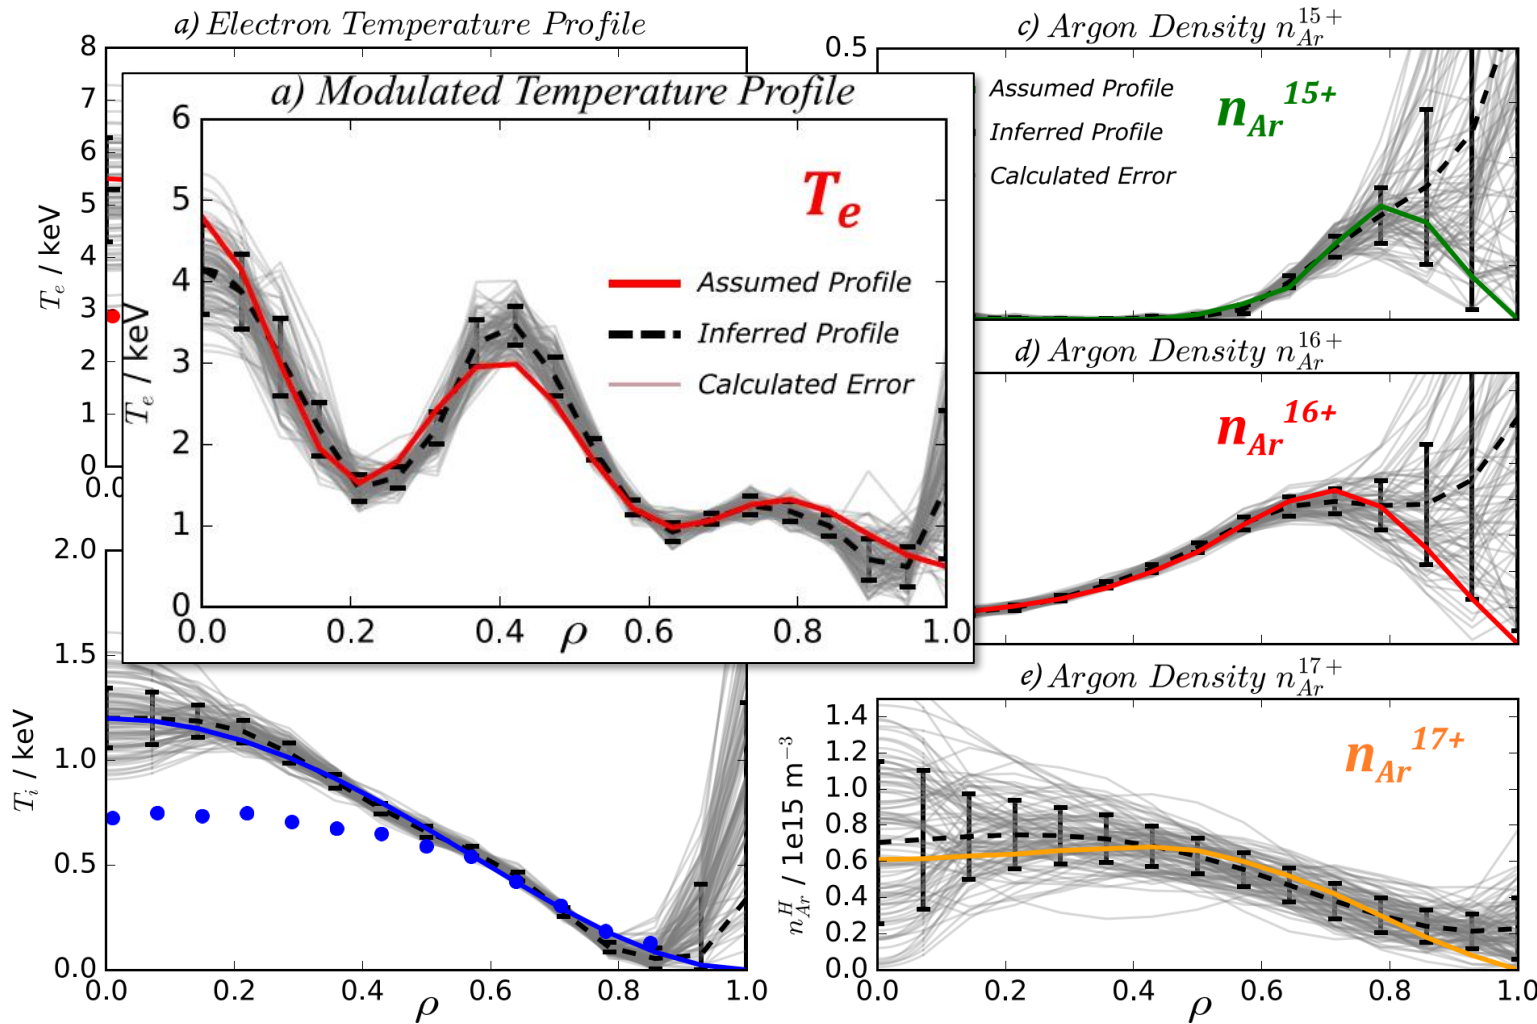 a) Electron Temperature Profile
8
7
6
5
4
3
2
1
0
0.0
T_e / keV
a) Modulated Temperature Profile
6
5
4
3
2
1
0
T_e / keV
T_e
Assumed Profile
Inferred Profile
Calculated Error
0.0 0.2 0.4 ρ 0.6 0.8 1.0
2.0
1.5
1.0
0.5
0.0
T_i / keV
0.0 0.2 0.4 ρ 0.6 0.8 1.0
c) Argon Density n_Ar^15+
0.5
Assumed Profile
Inferred Profile
Calculated Error
n_Ar^15+
d) Argon Density n_Ar^16+
n_Ar^16+
e) Argon Density n_Ar^17+
1.4
1.2
1.0
0.8
0.6
0.4
0.2
0.0
n_Ar^H / 1e15 m^−3
n_Ar^17+
0.0 0.2 0.4 ρ 0.6 0.8 1.0